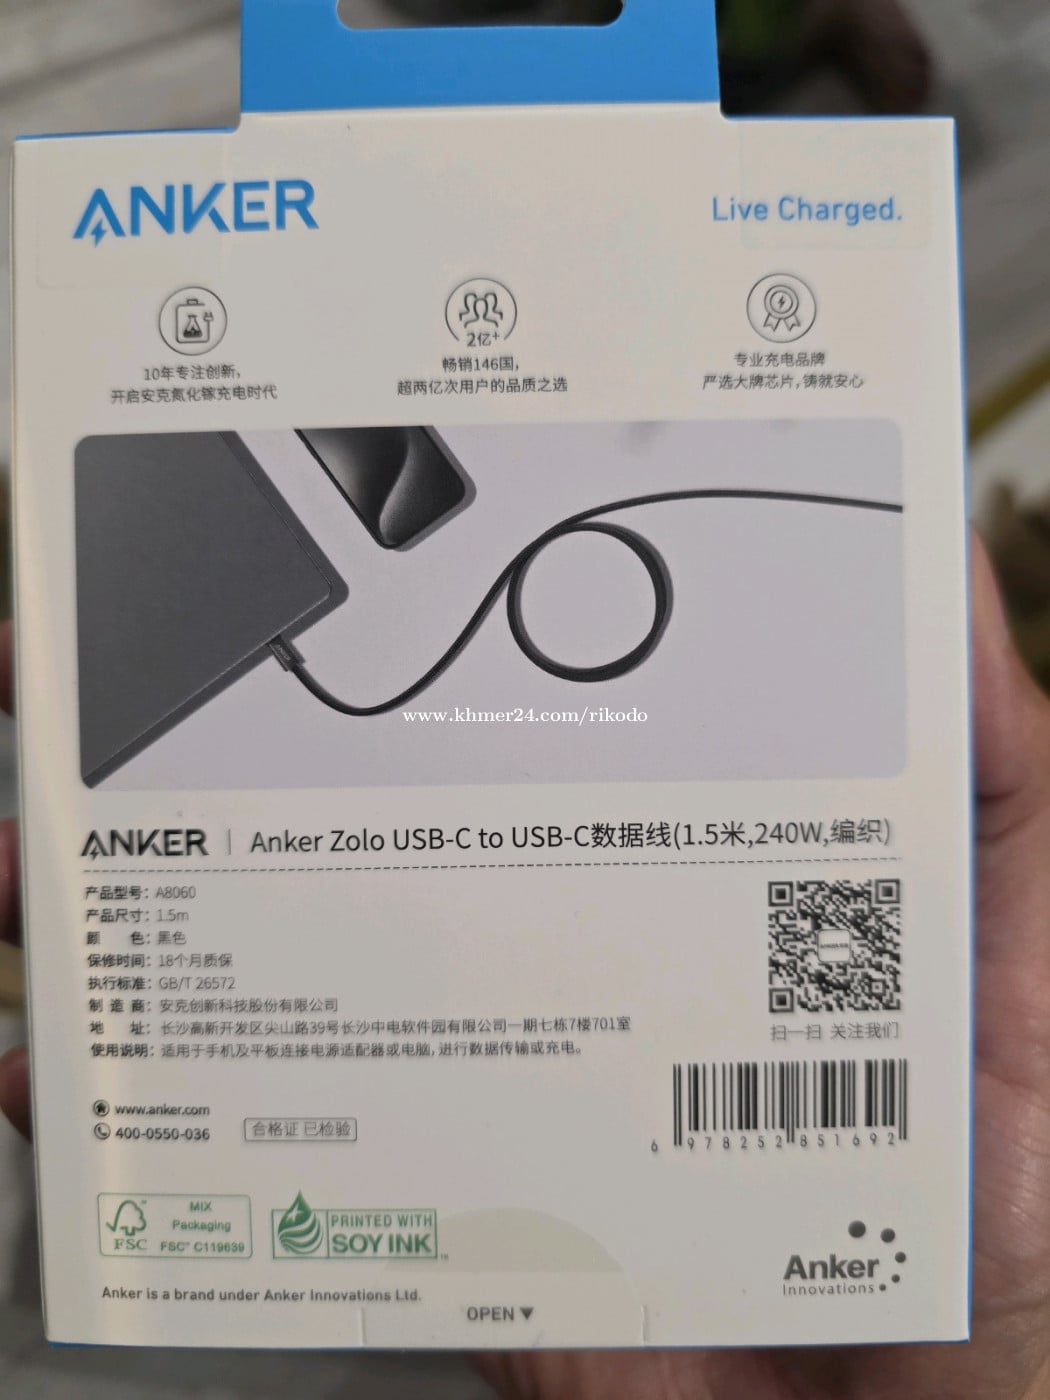 ANKER
Live Charged.
2亿+
10年专注创新,
开启安克氮化镓充电时代
畅销146国,
超两亿次用户的品质之选
专业充电品牌
严选大牌芯片,铸就安心
www.khmer24.com/rikodo
ANKER | Anker Zolo USB-C to USB-C数据线(1.5米,240W,编织)
产品型号: A8060
产品尺寸: 1.5m
颜 色: 黑色
保修时间: 18个月质保
执行标准: GB/T 26572
制 造 商: 安克创新科技股份有限公司
地 址: 长沙高新开发区尖山路39号长沙中电软件园有限公司一期七栋7楼701室
使用说明: 适用于手机及平板连接电源适配器或电脑,进行数据传输或充电。
扫一扫 关注我们
www.anker.com
400-0550-036
合格证 已检验
6 978252 851692
FSC
MIX
Packaging
FSC™ C119639
PRINTED WITH
SOY INK™
Anker
Innovations
Anker is a brand under Anker Innovations Ltd.
OPEN ▼